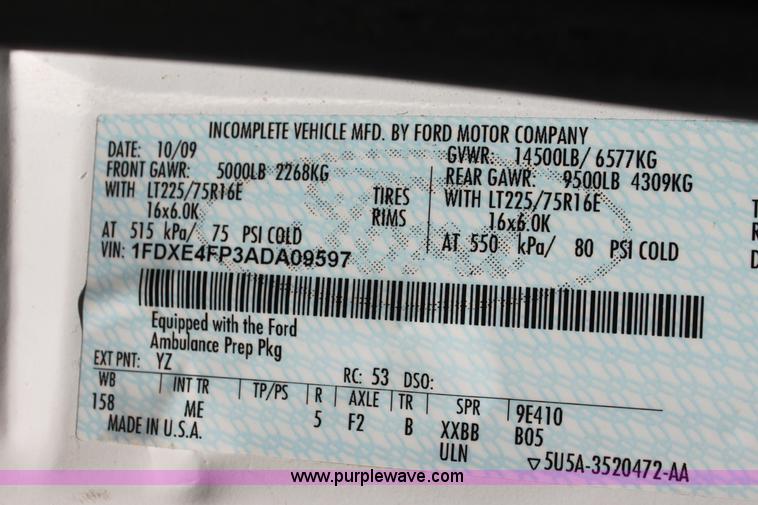 INCOMPLETE VEHICLE MFD. BY FORD MOTOR COMPANY
DATE: 10/09 GVWR: 14500LB/ 6577KG
FRONT GAWR: 5000LB 2268KG REAR GAWR: 9500LB 4309KG
WITH LT225/75R16E TIRES WITH LT225/75R16E
16x6.0K RIMS 16x6.0K
AT 515 kPa/ 75 PSI COLD AT 550 kPa/ 80 PSI COLD
VIN: 1FDXE4FP3ADA09597
Equipped with the Ford
Ambulance Prep Pkg
EXT PNT: YZ RC: 53 DSO:
WB INT TR TP/PS R AXLE TR SPR 9E410
158 ME 5 F2 B XXBB B05
MADE IN U.S.A. ULN ▽5U5A-3520472-AA
www.purplewave.com